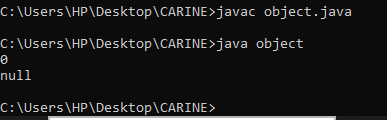 C:\Users\HP\Desktop\CARINE>javac object.java
C:\Users\HP\Desktop\CARINE>java object
0
null
C:\Users\HP\Desktop\CARINE>